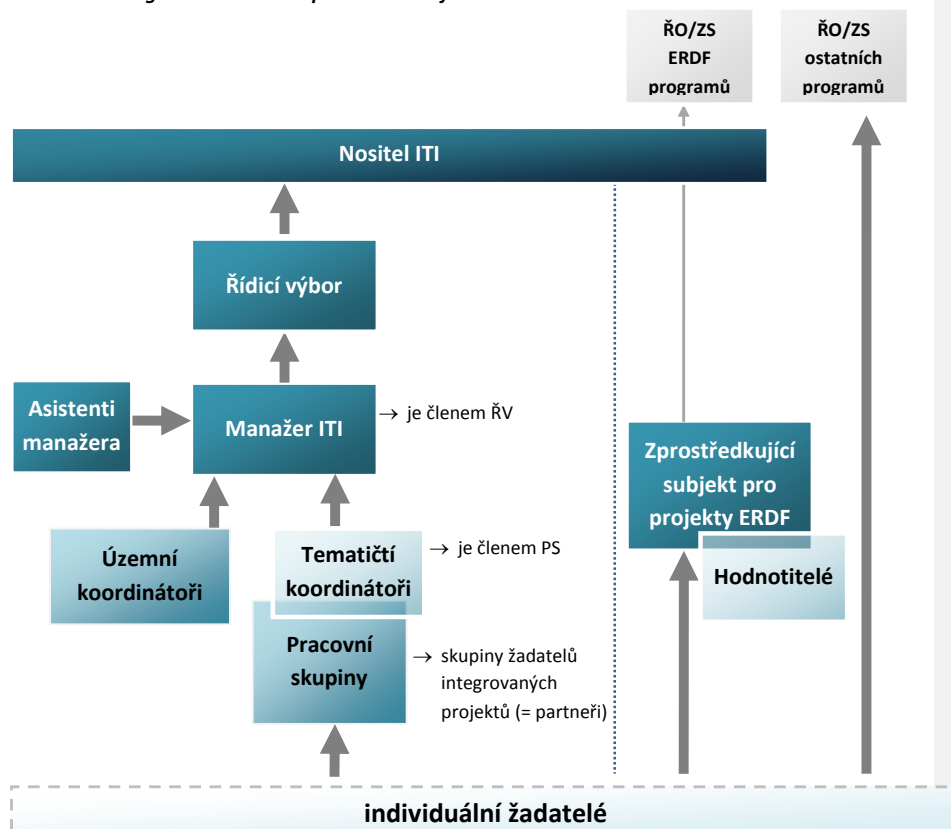 ŘO/ZS
ERDF
programů
ŘO/ZS
ostatních
programů
Nositel ITI
Řídicí výbor
Asistenti
manažera
Manažer ITI
→ je členem ŘV
Zprostředkující
subjekt pro
projekty ERDF
Územní
koordinátoři
Tematičtí
koordinátoři
→ je členem PS
Hodnotitelé
Pracovní
skupiny
→ skupiny žadatelů
integrovaných
projektů (= partneři)
individuální žadatelé